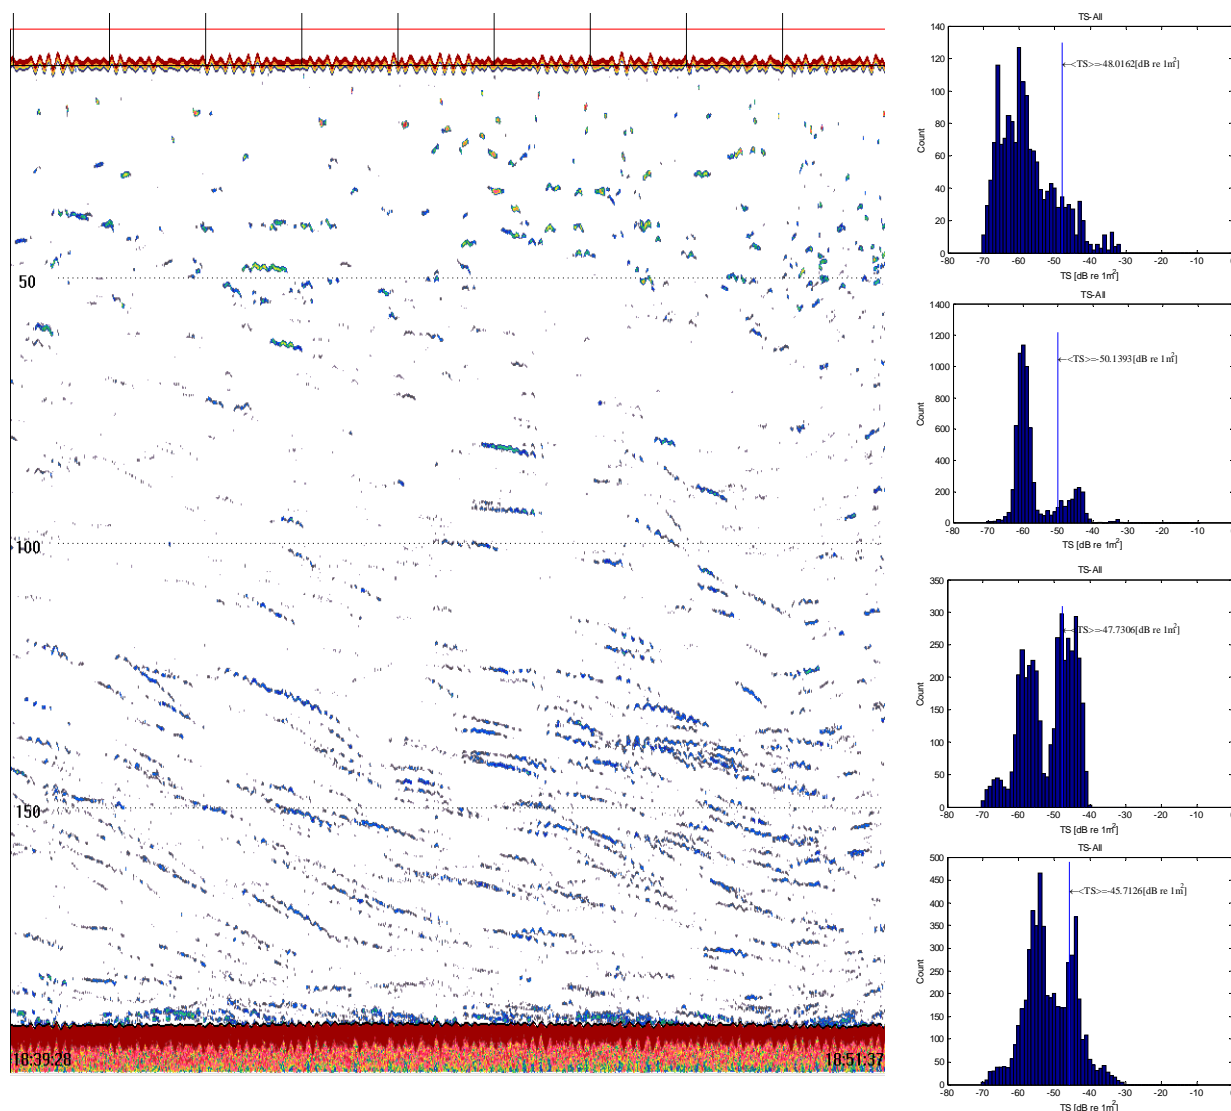 50
100
150
18:39:28
18:51:37
TS-All
140
120
100
80
60
40
20
0
Count
←<TS>=-48.0162[dB re 1m²]
-80 -70 -60 -50 -40 -30 -20 -10 0
TS [dB re 1m²]
TS-All
1400
1200
1000
800
600
400
200
0
Count
←<TS>=-50.1393[dB re 1m²]
-80 -70 -60 -50 -40 -30 -20 -10 0
TS [dB re 1m²]
TS-All
350
300
250
200
150
100
50
0
Count
←<TS>=-47.7306[dB re 1m²]
-80 -70 -60 -50 -40 -30 -20 -10 0
TS [dB re 1m²]
TS-All
500
450
400
350
300
250
200
150
100
50
0
Count
←<TS>=-45.7126[dB re 1m²]
-80 -70 -60 -50 -40 -30 -20 -10 0
TS [dB re 1m²]